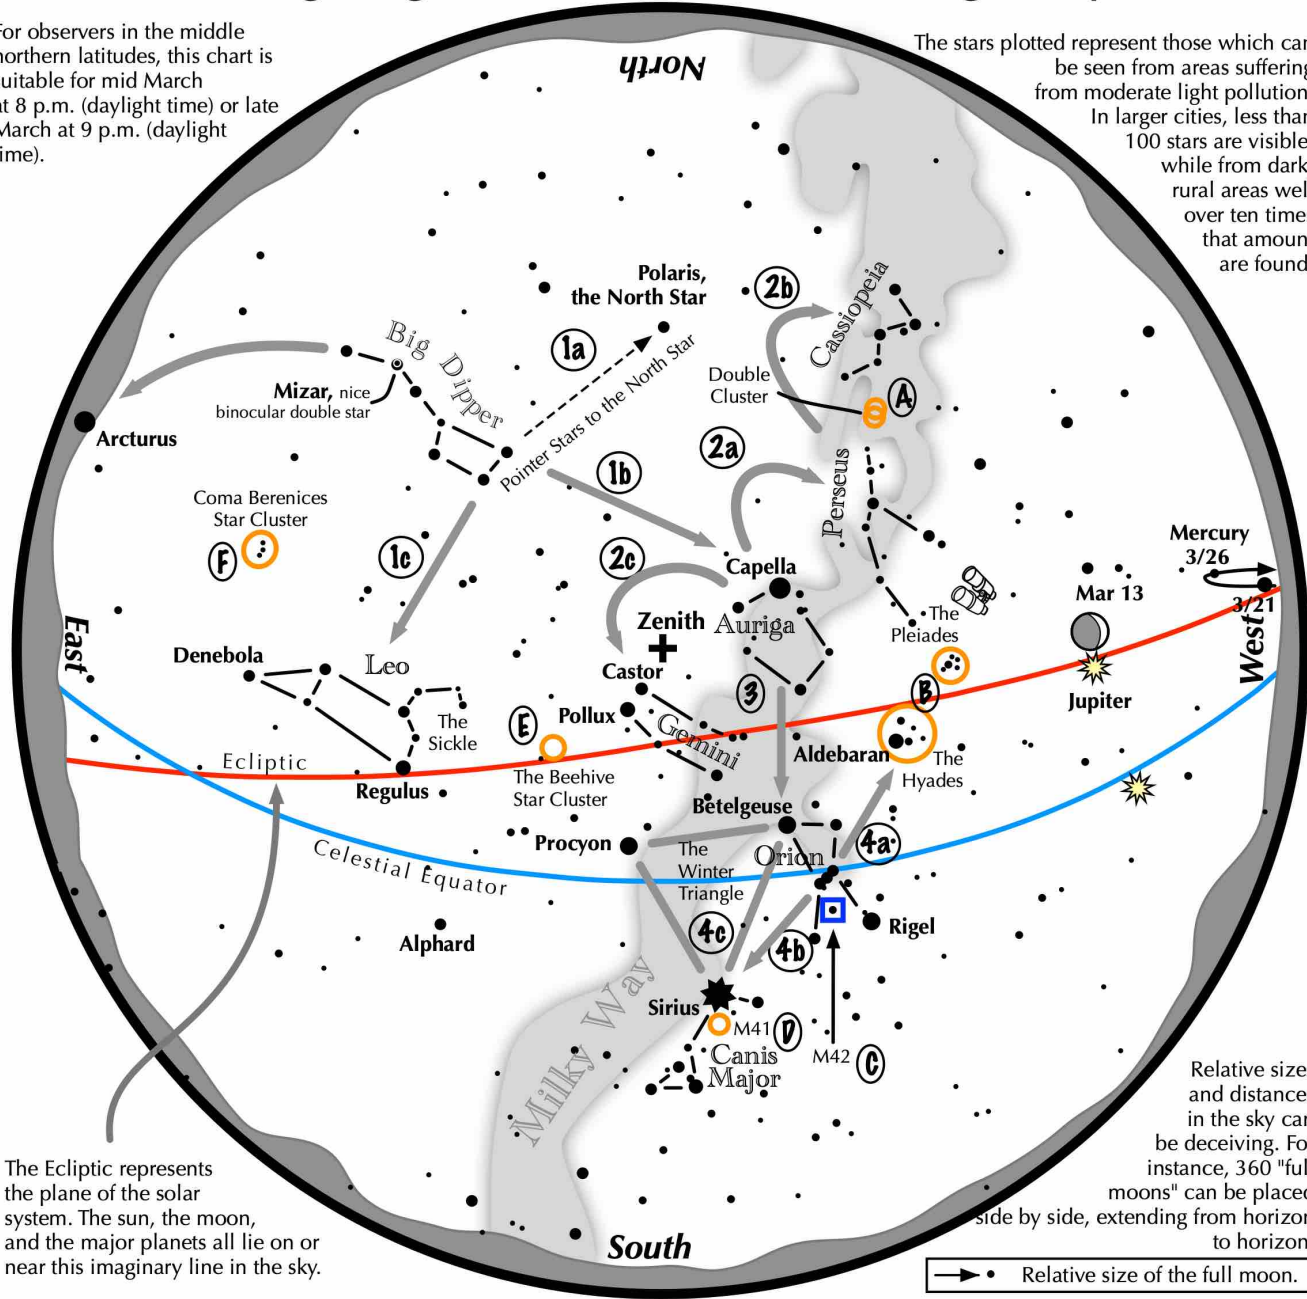 For observers in the middle
northern latitudes, this chart is
suitable for mid March
at 8 p.m. (daylight time) or late
March at 9 p.m. (daylight
time).
The stars plotted represent those which can
be seen from areas suffering
from moderate light pollution
In larger cities, less than
100 stars are visible
while from dark
rural areas wel
over ten time
that amoun
are found
North
Polaris,
the North Star
2b
Cassiopeia
1a
Big Dipper
Mizar, nice
binocular double star
Pointer Stars to the North Star
Double
Cluster
A
Arcturus
2a
Perseus
1b
Coma Berenices
Star Cluster
F
1c
2c
Capella
Mercury
3/26
3/21
Mar 13
The
Pleiades
Zenith
Auriga
East
West
Denebola
Leo
Castor
3
B
Jupiter
Pollux
Gemini
The
Sickle
E
Aldebaran
The
Hyades
Ecliptic
The Beehive
Star Cluster
Regulus
Betelgeuse
Procyon
The
Winter
Triangle
Orion
4a
Celestial Equator
Alphard
4c
4b
Rigel
Milky Way
Sirius
M41
D
M42
C
Canis
Major
Relative size
and distance
in the sky can
be deceiving. Fo
instance, 360 "ful
moons" can be placed
side by side, extending from horizon
to horizon
The Ecliptic represents
the plane of the solar
system. The sun, the moon,
and the major planets all lie on or
near this imaginary line in the sky.
South
Relative size of the full moon.